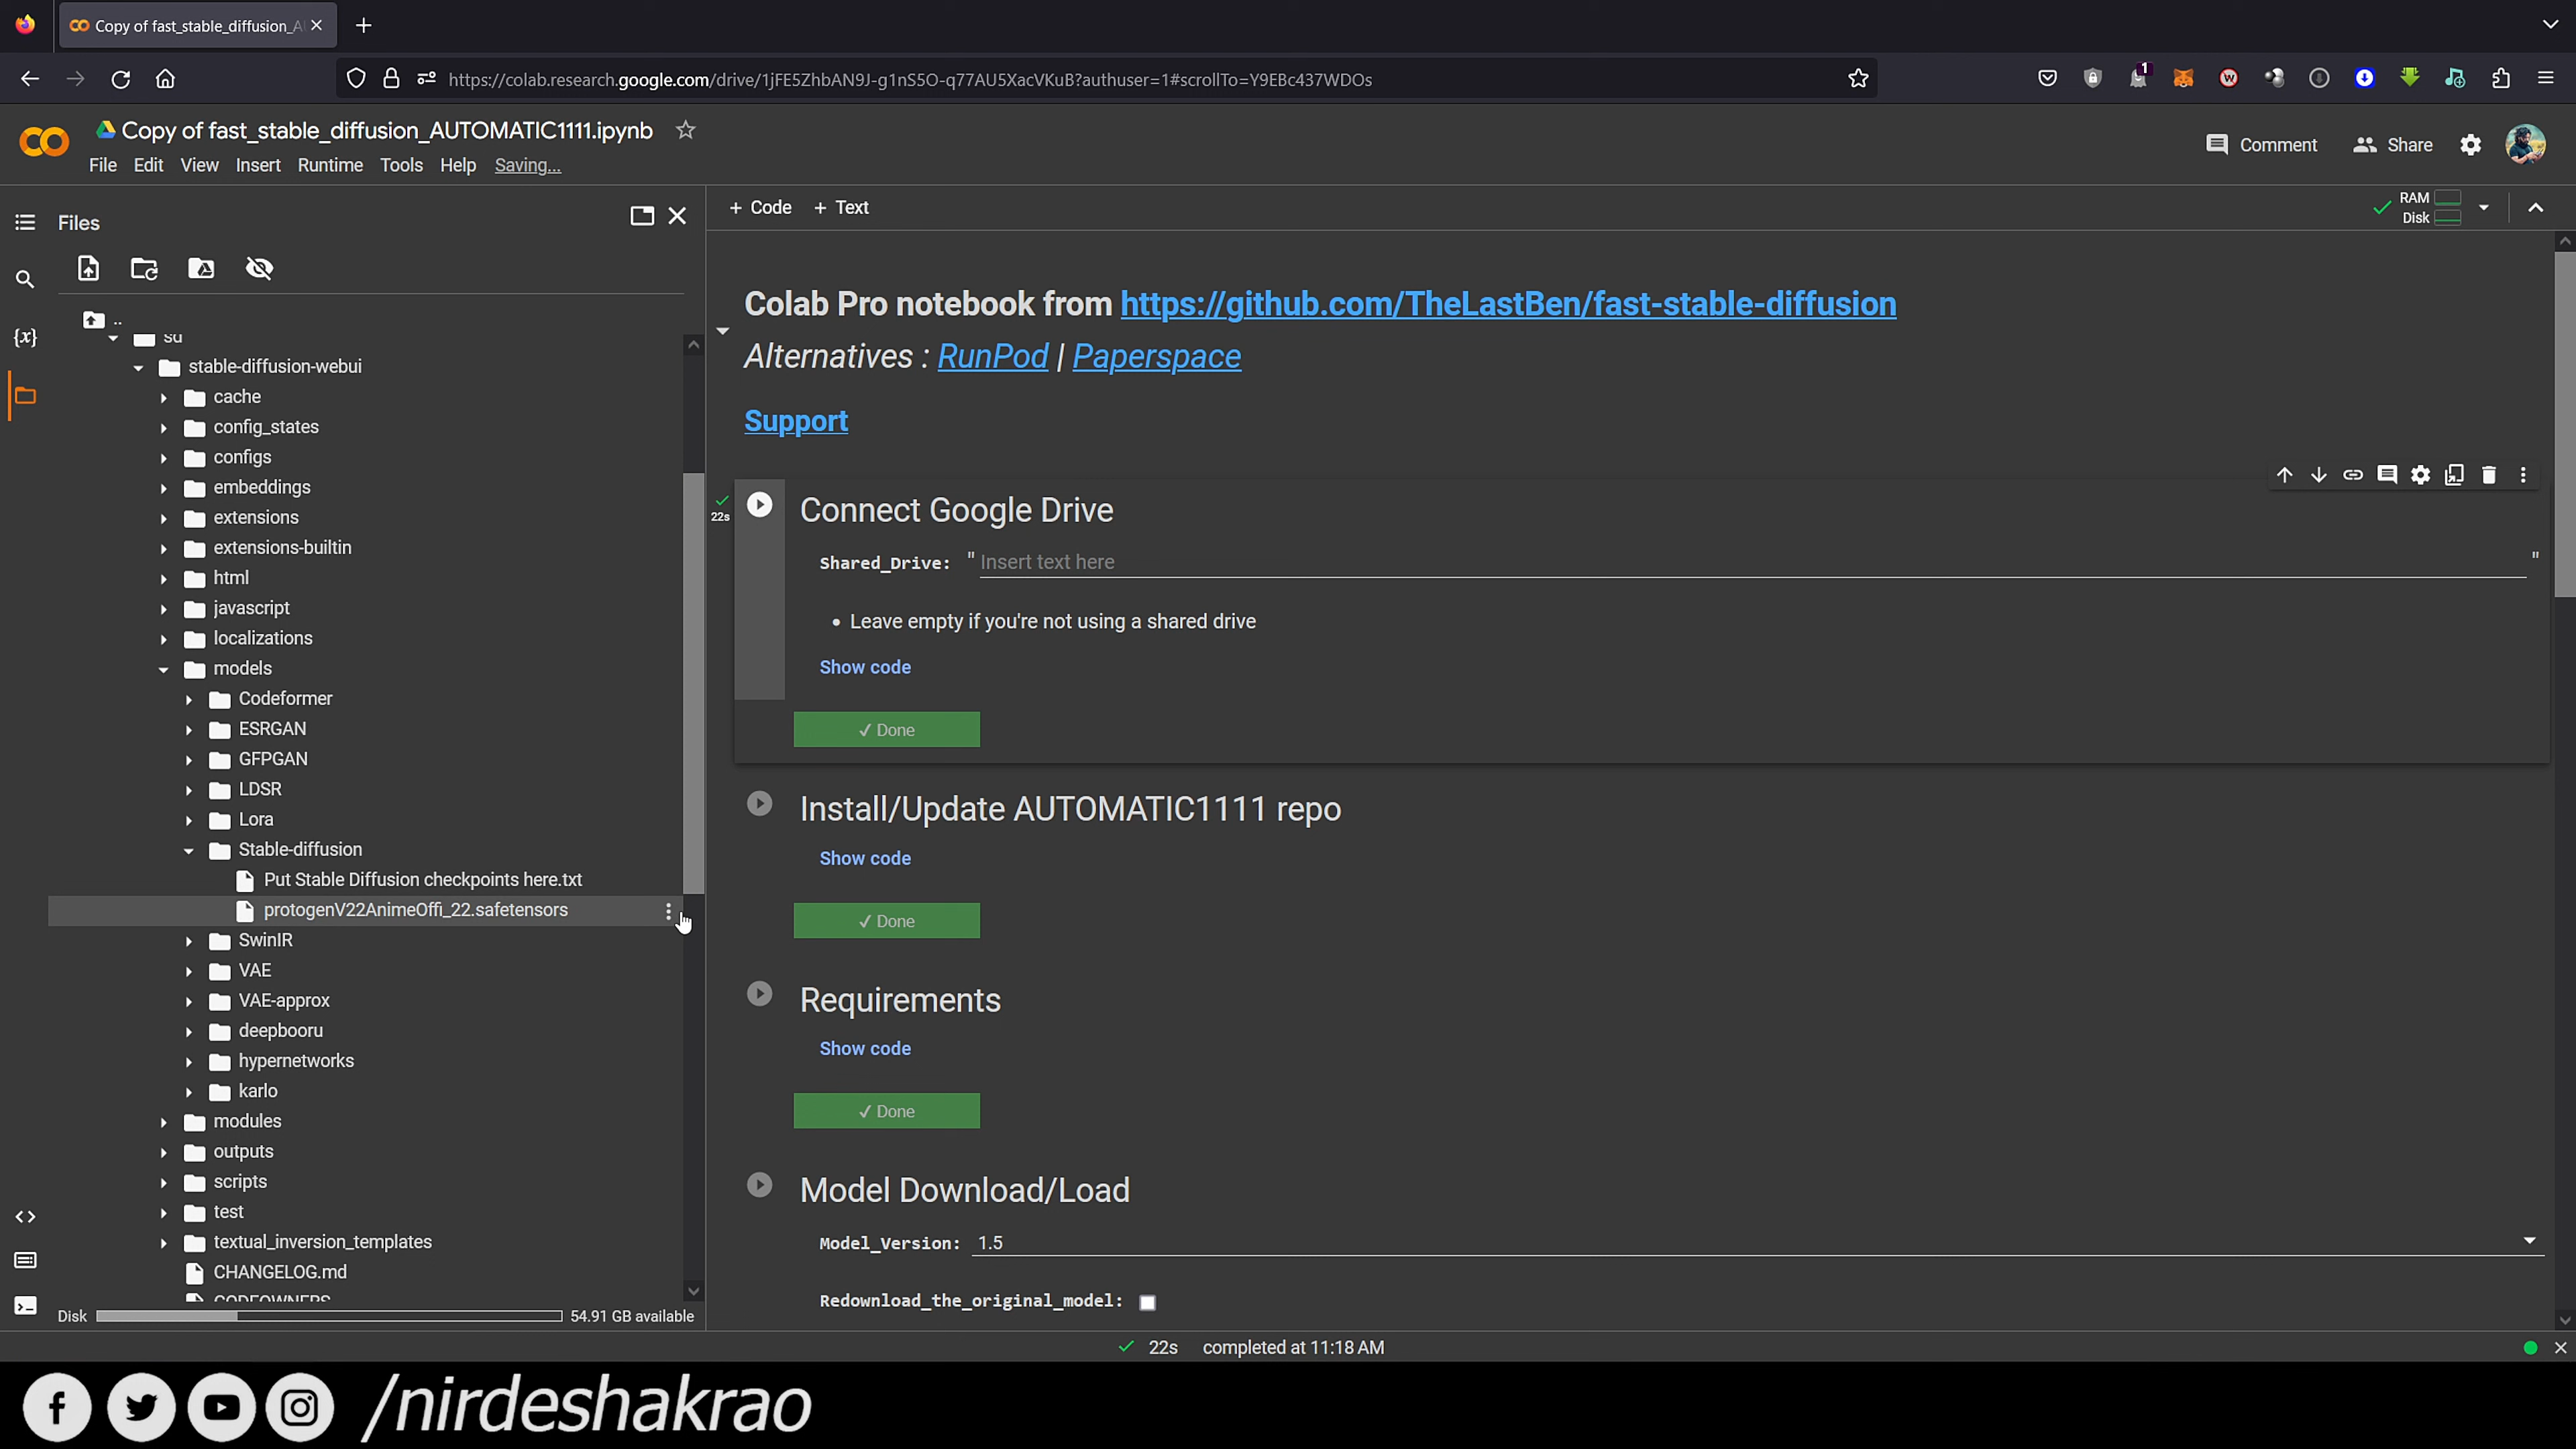 Copy of fast_stable_diffusion_A
https://colab.research.google.com/drive/1jFE5ZhbAN9J-g1nS5O-q77AU5XacVKuB?authuser=1#scrollTo=Y9EBc437WDOs
1
Copy of fast_stable_diffusion_AUTOMATIC1111.ipynb
File Edit View Insert Runtime Tools Help Saving...
Comment Share
Files
+ Code + Text
RAM
Disk
{x}
..
sd
stable-diffusion-webui
cache
config_states
configs
embeddings
extensions
extensions-builtin
html
javascript
localizations
models
Codeformer
ESRGAN
GFPGAN
LDSR
Lora
Stable-diffusion
Put Stable Diffusion checkpoints here.txt
protogenV22AnimeOffi_22.safetensors
SwinIR
VAE
VAE-approx
deepbooru
hypernetworks
karlo
modules
outputs
scripts
test
textual_inversion_templates
CHANGELOG.md
CODEOWNERS
Disk 54.91 GB available
Colab Pro notebook from https://github.com/TheLastBen/fast-stable-diffusion
Alternatives : RunPod | Paperspace
Support
22s
Connect Google Drive
Shared_Drive: " Insert text here "
• Leave empty if you're not using a shared drive
Show code
✓ Done
Install/Update AUTOMATIC1111 repo
Show code
✓ Done
Requirements
Show code
✓ Done
Model Download/Load
Model_Version: 1.5
Redownload_the_original_model:
22s completed at 11:18 AM
/nirdeshakrao